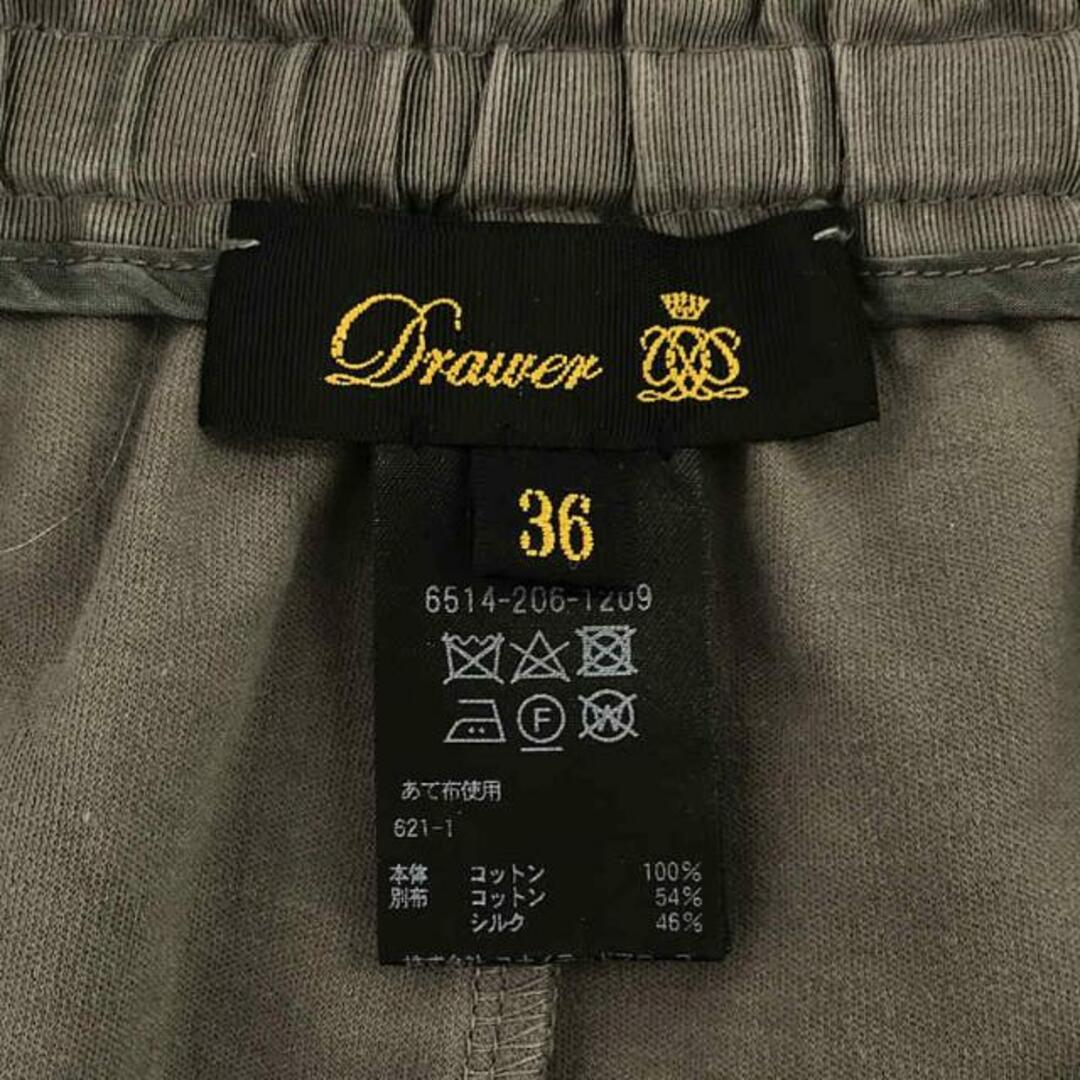 Drawer
36
6514-206-1209
F
W
あて布使用
621-1
本体 コットン 100%
別布 コットン 54%
シルク 46%